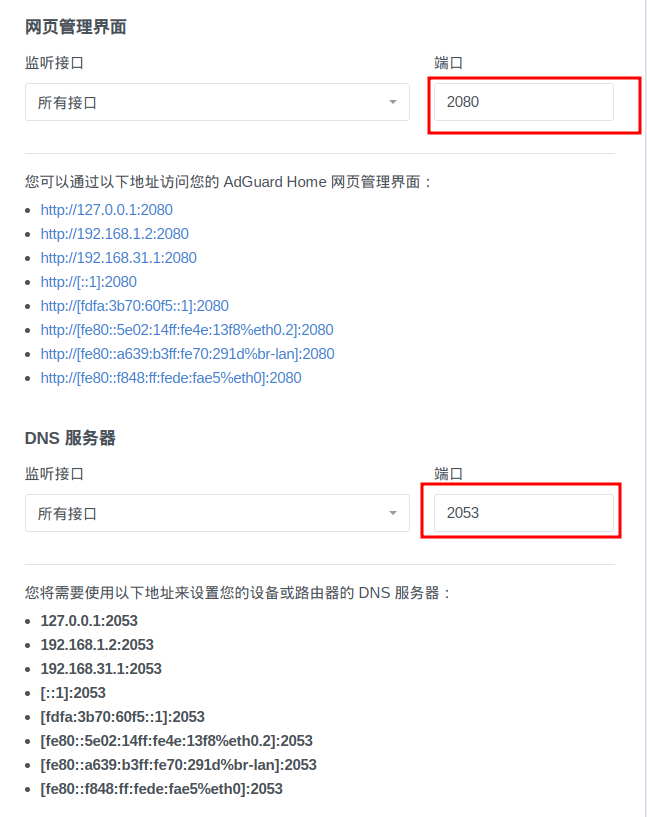 网页管理界面
监听接口 端口
所有接口 2080
您可以通过以下地址访问您的 AdGuard Home 网页管理界面：
http://127.0.0.1:2080
http://192.168.1.2:2080
http://192.168.31.1:2080
http://[::1]:2080
http://[fdfa:3b70:60f5::1]:2080
http://[fe80::5e02:14ff:fe4e:13f8%eth0.2]:2080
http://[fe80::a639:b3ff:fe70:291d%br-lan]:2080
http://[fe80::f848:ff:fede:fae5%eth0]:2080
DNS 服务器
监听接口 端口
所有接口 2053
您将需要使用以下地址来设置您的设备或路由器的 DNS 服务器：
127.0.0.1:2053
192.168.1.2:2053
192.168.31.1:2053
[::1]:2053
[fdfa:3b70:60f5::1]:2053
[fe80::5e02:14ff:fe4e:13f8%eth0.2]:2053
[fe80::a639:b3ff:fe70:291d%br-lan]:2053
[fe80::f848:ff:fede:fae5%eth0]:2053